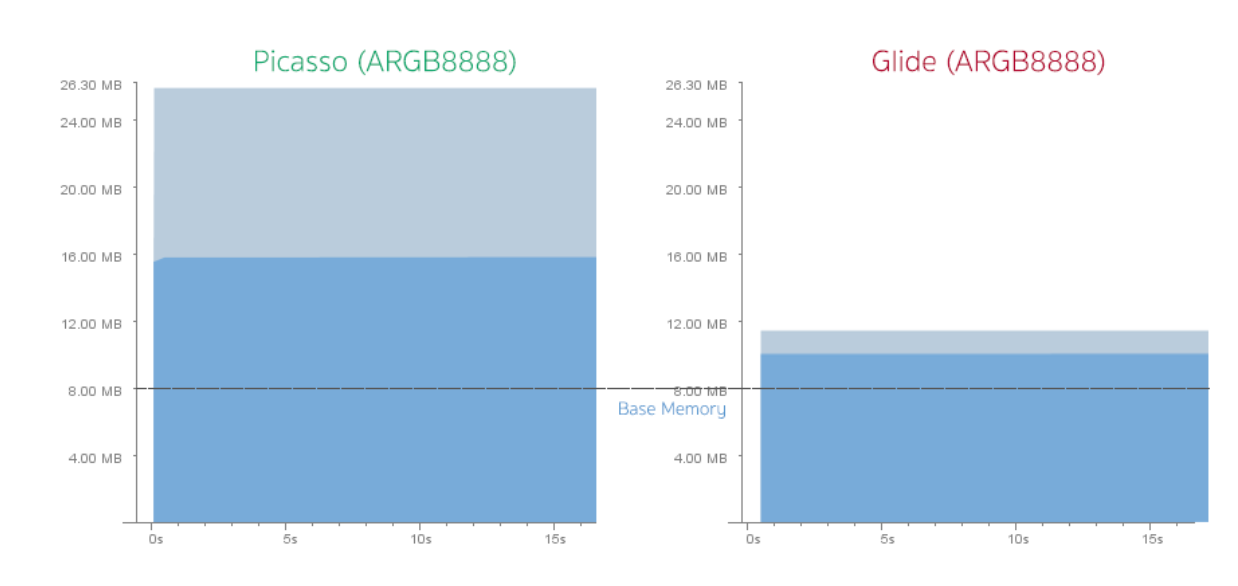 Picasso (ARGB8888)
26.30 MB
24.00 MB
20.00 MB
16.00 MB
12.00 MB
8.00 MB
4.00 MB
0s 5s 10s 15s
Base Memory
Glide (ARGB8888)
26.30 MB
24.00 MB
20.00 MB
16.00 MB
12.00 MB
8.00 MB
4.00 MB
0s 5s 10s 15s